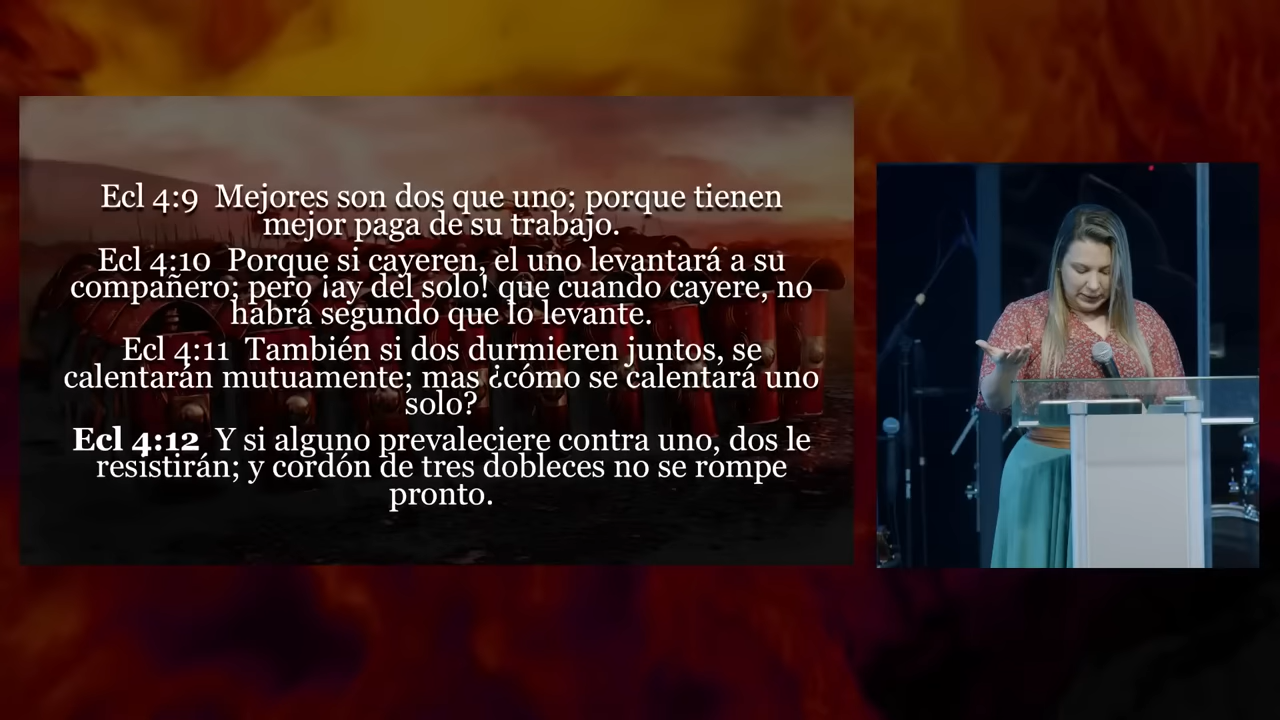 Ecl 4:9  Mejores son dos que uno; porque tienen
mejor paga de su trabajo.
Ecl 4:10  Porque si cayeren, el uno levantará a su
compañero; pero ¡ay del solo! que cuando cayere, no
habrá segundo que lo levante.
Ecl 4:11  También si dos durmieren juntos, se
calentarán mutuamente; mas ¿cómo se calentará uno
solo?
Ecl 4:12  Y si alguno prevaleciere contra uno, dos le
resistirán; y cordón de tres dobleces no se rompe
pronto.